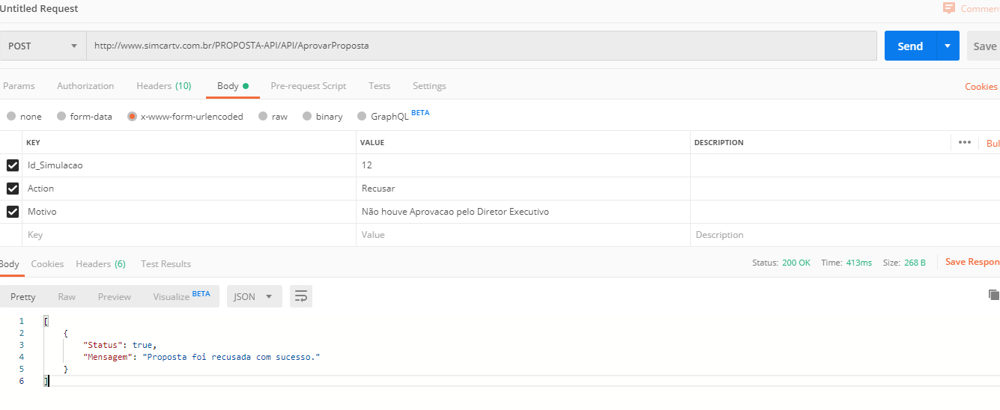 Untitled Request
Commen
POST
http://www.simcartv.com.br/PROPOSTA-API/API/AprovarProposta
Send
Save
Params Authorization Headers (10) Body Pre-request Script Tests Settings Cookies
none form-data x-www-form-urlencoded raw binary GraphQL BETA
KEY VALUE DESCRIPTION ••• Bul
Id_Simulacao 12
Action Recusar
Motivo Não houve Aprovacao pelo Diretor Executivo
Key Value Description
Body Cookies Headers (6) Test Results Status: 200 OK Time: 413ms Size: 268 B Save Respon
Pretty Raw Preview Visualize BETA JSON
1 [
2 {
3 "Status": true,
4 "Mensagem": "Proposta foi recusada com sucesso."
5 }
6 ]